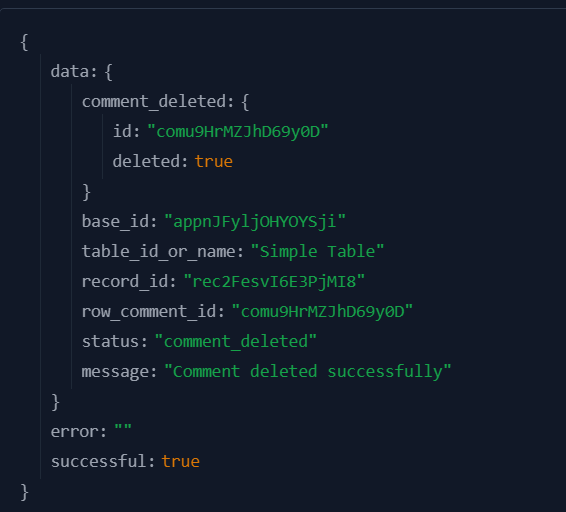 {
data: {
comment_deleted: {
id: "comu9HrMZJhD69y0D"
deleted: true
}
base_id: "appnJFyljOHYOYSji"
table_id_or_name: "Simple Table"
record_id: "rec2FesvI6E3PjMI8"
row_comment_id: "comu9HrMZJhD69y0D"
status: "comment_deleted"
message: "Comment deleted successfully"
}
error: ""
successful: true
}